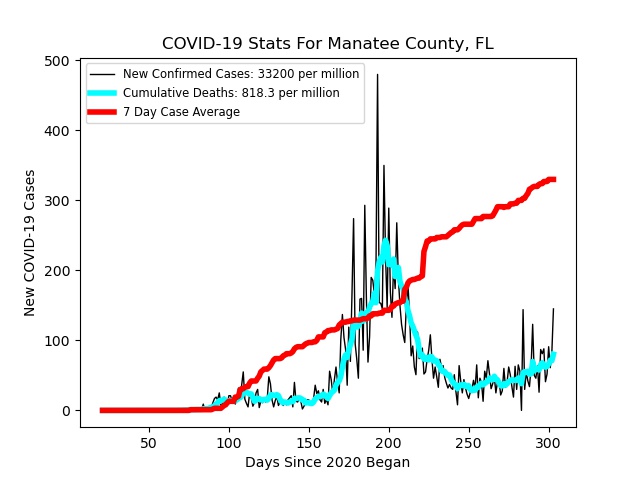 COVID-19 Stats For Manatee County, FL
New Confirmed Cases: 33200 per million
Cumulative Deaths: 818.3 per million
7 Day Case Average
New COVID-19 Cases
500
400
300
200
100
0
50 100 150 200 250 300
Days Since 2020 Began